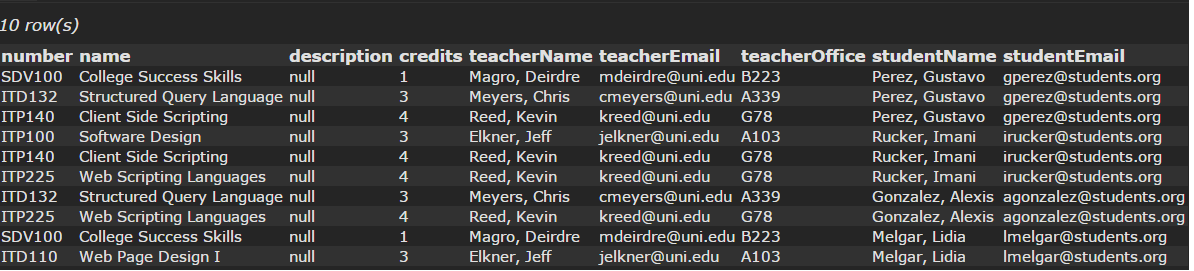 10 row(s)
number name description credits teacherName teacherEmail teacherOffice studentName studentEmail
SDV100 College Success Skills null 1 Magro, Deirdre mdeirdre@uni.edu B223 Perez, Gustavo gperez@students.org
ITD132 Structured Query Language null 3 Meyers, Chris cmeyers@uni.edu A339 Perez, Gustavo gperez@students.org
ITP140 Client Side Scripting null 4 Reed, Kevin kreed@uni.edu G78 Perez, Gustavo gperez@students.org
ITP100 Software Design null 3 Elkner, Jeff jelkner@uni.edu A103 Rucker, Imani irucker@students.org
ITP140 Client Side Scripting null 4 Reed, Kevin kreed@uni.edu G78 Rucker, Imani irucker@students.org
ITP225 Web Scripting Languages null 4 Reed, Kevin kreed@uni.edu G78 Rucker, Imani irucker@students.org
ITD132 Structured Query Language null 3 Meyers, Chris cmeyers@uni.edu A339 Gonzalez, Alexis agonzalez@students.org
ITP225 Web Scripting Languages null 4 Reed, Kevin kreed@uni.edu G78 Gonzalez, Alexis agonzalez@students.org
SDV100 College Success Skills null 1 Magro, Deirdre mdeirdre@uni.edu B223 Melgar, Lidia lmelgar@students.org
ITD110 Web Page Design I null 3 Elkner, Jeff jelkner@uni.edu A103 Melgar, Lidia lmelgar@students.org